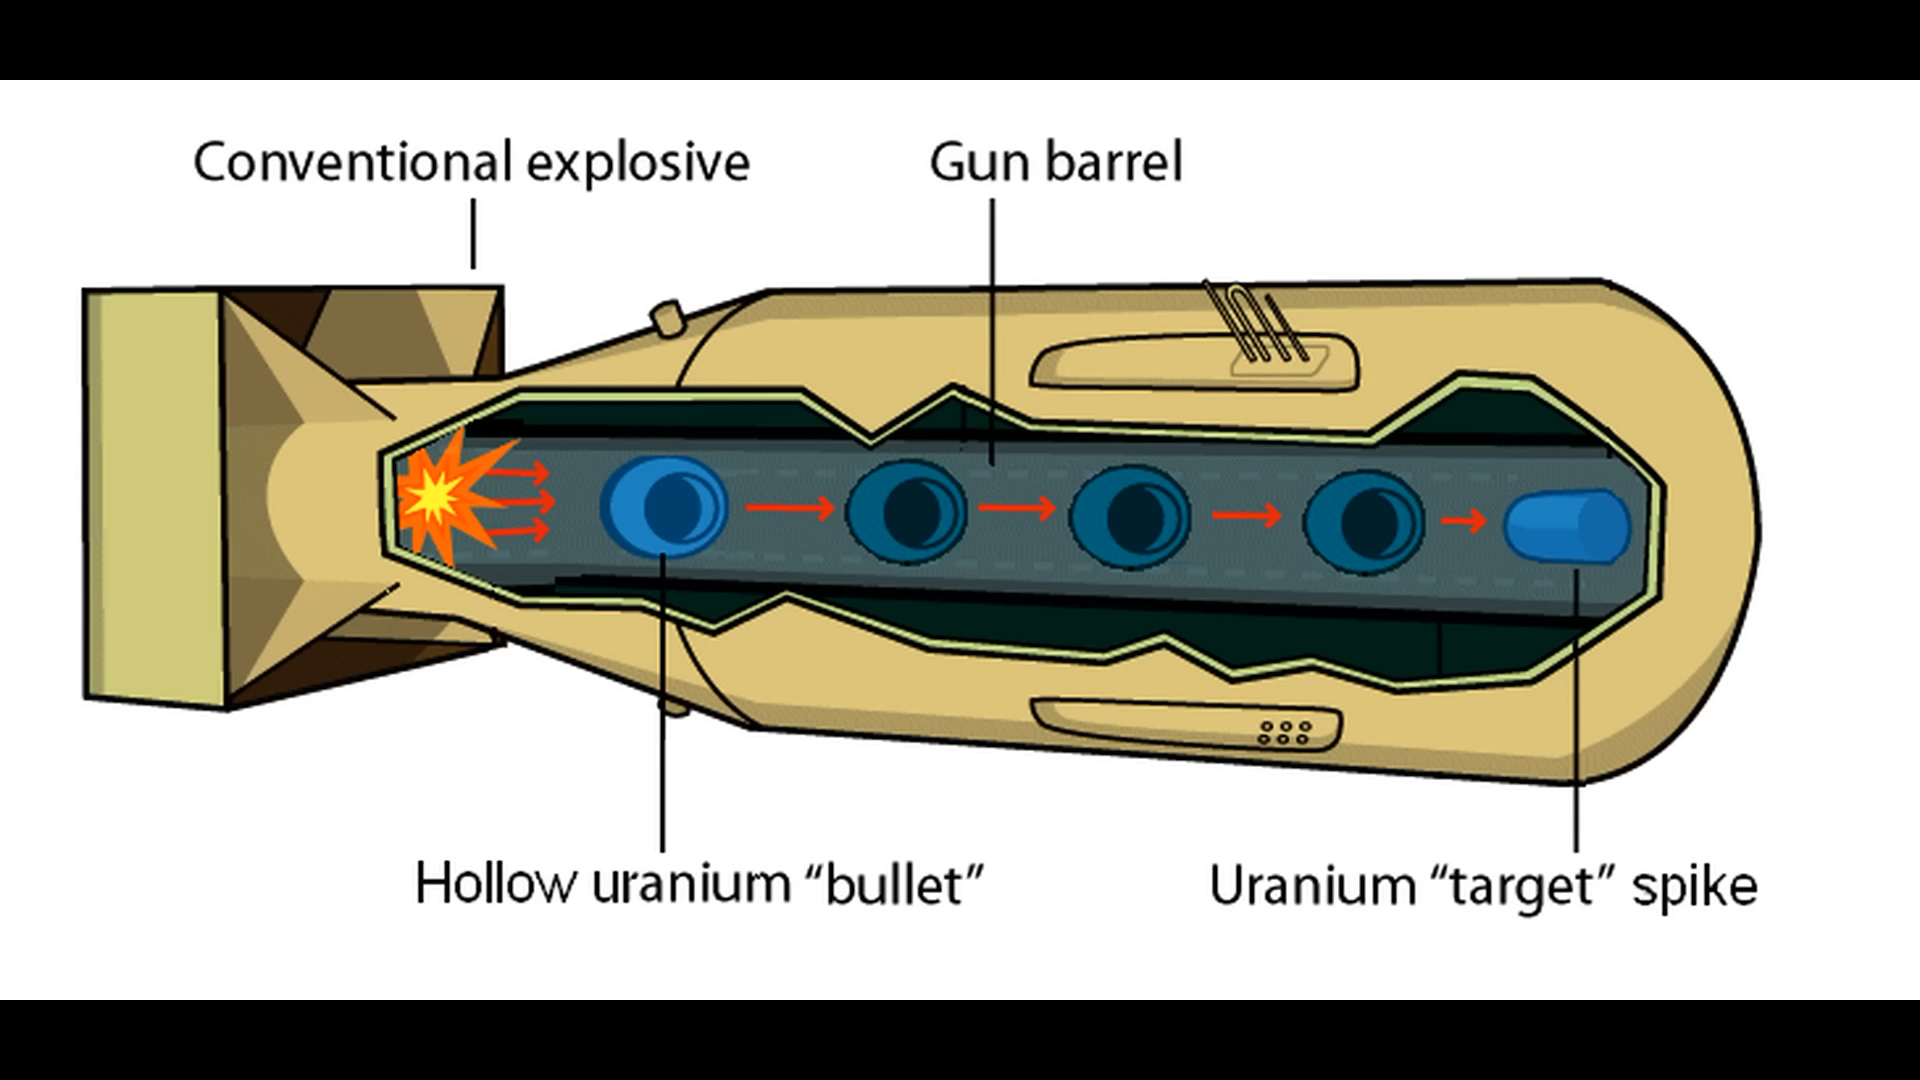 Conventional explosive
Gun barrel
Hollow uranium “bullet”
Uranium “target” spike